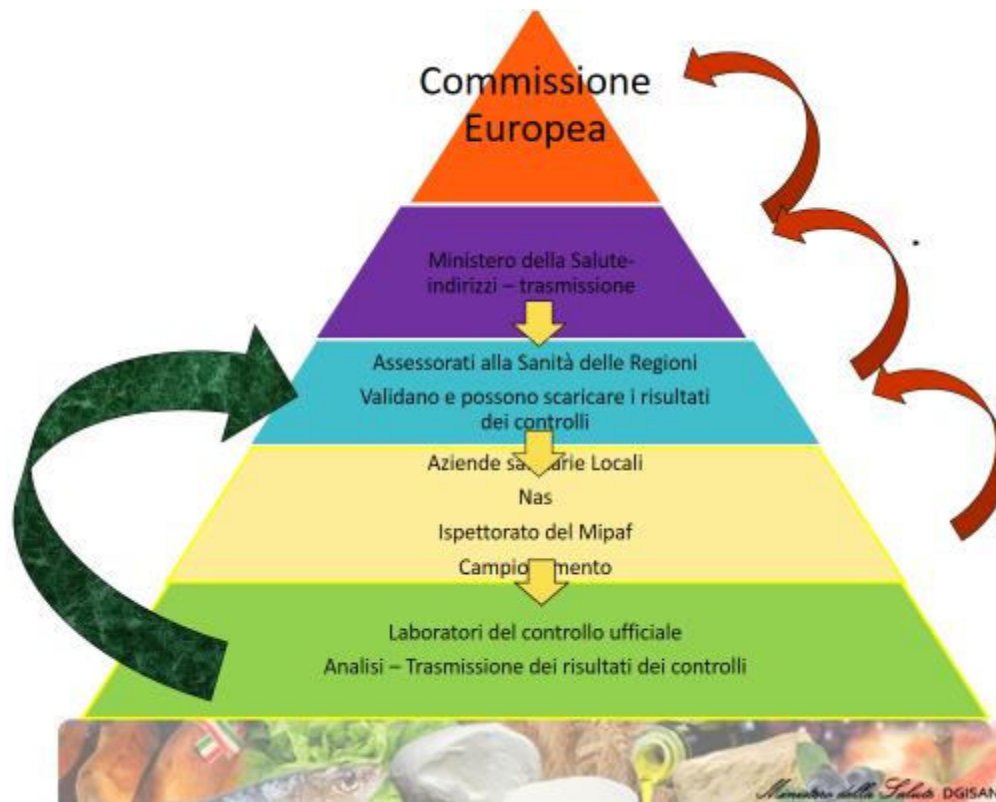 Commissione
Europea
Ministero della Salute-
indirizzi – trasmissione
Assessorati alla Sanità delle Regioni
Validano e possono scaricare i risultati
dei controlli
Aziende sanitarie Locali
Nas
Ispettorato del Mipaf
Campionamento
Laboratori del controllo ufficiale
Analisi – Trasmissione dei risultati dei controlli
Ministero della Salute DGISAN